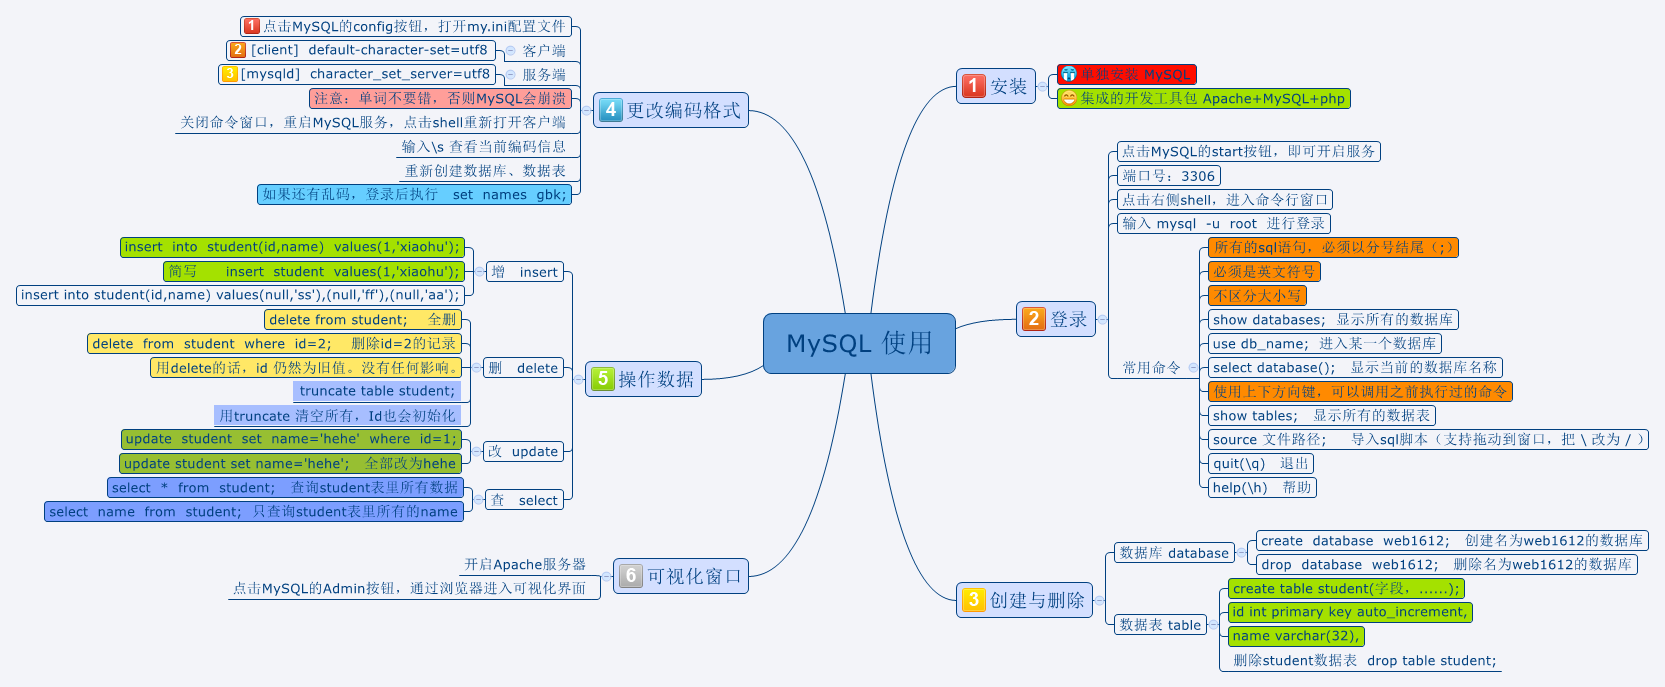 MySQL 使用
1 安装
单独安装 MySQL
集成的开发工具包 Apache+MySQL+php
2 登录
点击MySQL的start按钮，即可开启服务
端口号：3306
点击右侧shell，进入命令行窗口
输入 mysql -u root 进行登录
常用命令
所有的sql语句，必须以分号结尾（;）
必须是英文符号
不区分大小写
show databases; 显示所有的数据库
use db_name; 进入某一个数据库
select database(); 显示当前的数据库名称
使用上下方向键，可以调用之前执行过的命令
show tables; 显示所有的数据表
source 文件路径; 导入sql脚本（支持拖动到窗口，把 \ 改为 / ）
quit(\q) 退出
help(\h) 帮助
3 创建与删除
数据库 database
create database web1612; 创建名为web1612的数据库
drop database web1612; 删除名为web1612的数据库
数据表 table
create table student(字段，......);
id int primary key auto_increment,
name varchar(32),
删除student数据表 drop table student;
4 更改编码格式
1 点击MySQL的config按钮，打开my.ini配置文件
2 [client] default-character-set=utf8
客户端
3 [mysqld] character_set_server=utf8
服务端
注意：单词不要错，否则MySQL会崩溃
关闭命令窗口，重启MySQL服务，点击shell重新打开客户端
输入\s 查看当前编码信息
重新创建数据库、数据表
如果还有乱码，登录后执行 set names gbk;
5 操作数据
增 insert
insert into student(id,name) values(1,'xiaohu');
简写 insert student values(1,'xiaohu');
insert into student(id,name) values(null,'ss'),(null,'ff'),(null,'aa');
删 delete
delete from student; 全删
delete from student where id=2; 删除id=2的记录
用delete的话，id 仍然为旧值。没有任何影响。
truncate table student;
用truncate 清空所有，Id也会初始化
改 update
update student set name='hehe' where id=1;
update student set name='hehe'; 全部改为hehe
查 select
select * from student; 查询student表里所有数据
select name from student; 只查询student表里所有的name
6 可视化窗口
开启Apache服务器
点击MySQL的Admin按钮，通过浏览器进入可视化界面